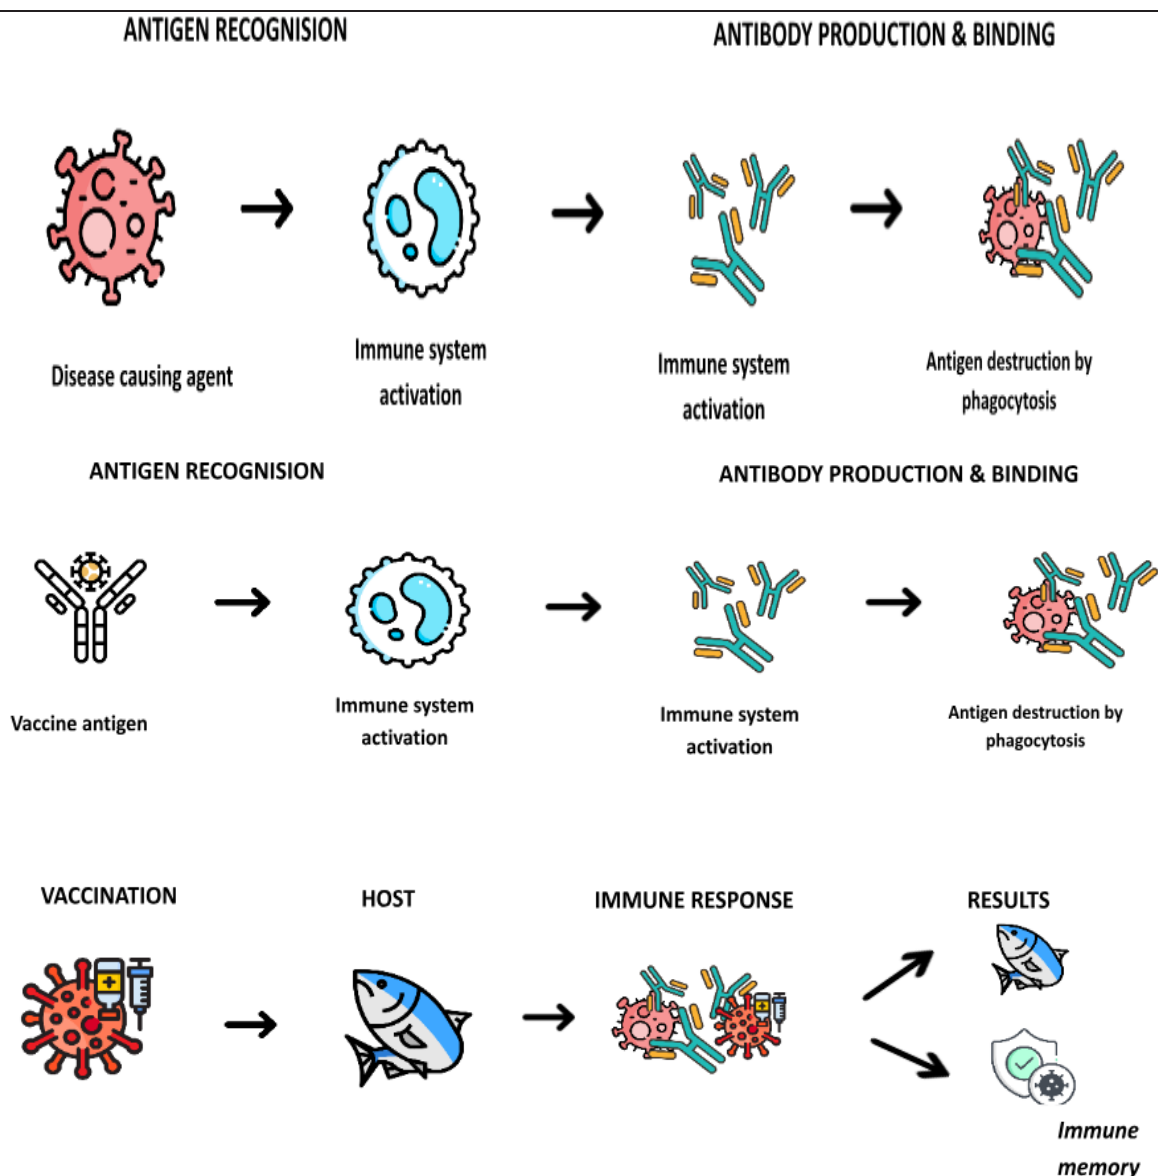 ANTIGEN RECOGNISION
ANTIBODY PRODUCTION & BINDING
Disease causing agent
Immune system
activation
Immune system
activation
Antigen destruction by
phagocytosis
ANTIGEN RECOGNISION
ANTIBODY PRODUCTION & BINDING
Vaccine antigen
Immune system
activation
Immune system
activation
Antigen destruction by
phagocytosis
VACCINATION
HOST
IMMUNE RESPONSE
RESULTS
Immune
memory